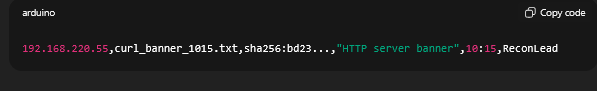 arduino
Copy code
192.168.220.55,curl_banner_1015.txt,sha256:bd23...,"HTTP server banner",10:15,ReconLead